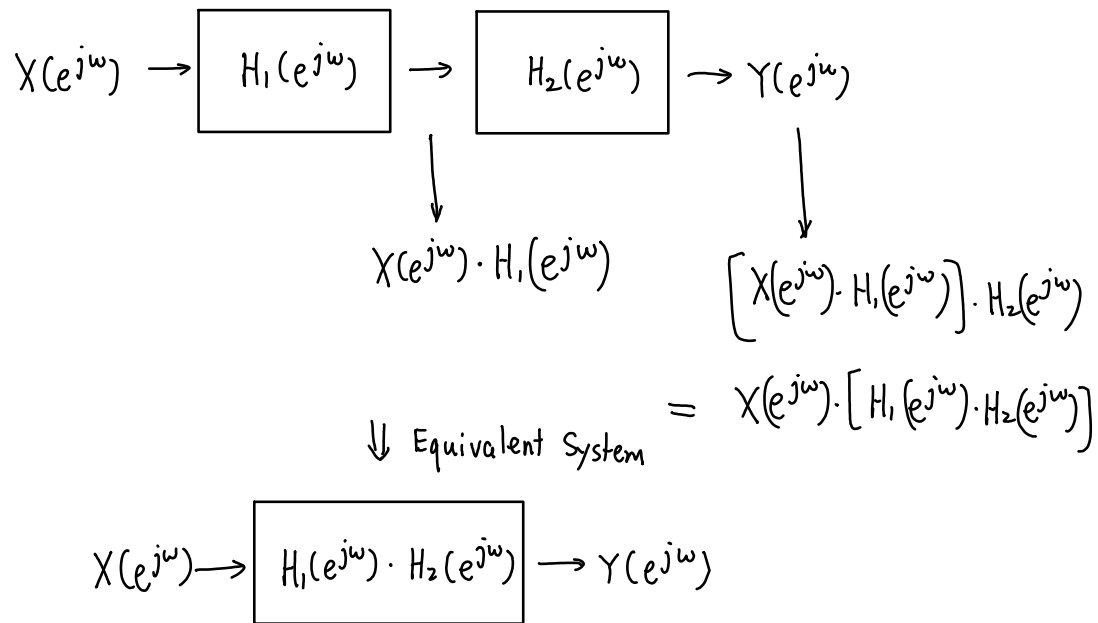 X(e^{jω}) → H₁(e^{jω}) → H₂(e^{jω}) → Y(e^{jω})
X(e^{jω}) · H₁(e^{jω})
[X(e^{jω}) · H₁(e^{jω})] · H₂(e^{jω})
= X(e^{jω}) · [H₁(e^{jω}) · H₂(e^{jω})]
⇓ Equivalent System
X(e^{jω}) → H₁(e^{jω}) · H₂(e^{jω}) → Y(e^{jω})